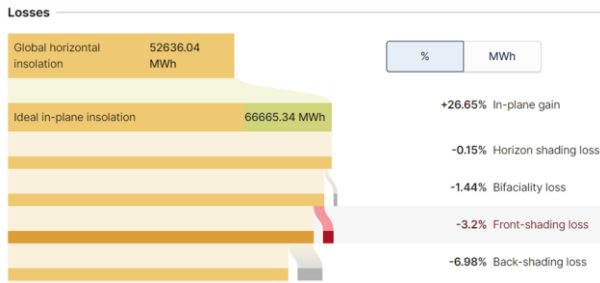 Losses
Global horizontal
insolation
52636.04
MWh
% MWh
Ideal in-plane insolation 66665.34 MWh
+26.65% In-plane gain
-0.15% Horizon shading loss
-1.44% Bifaciality loss
-3.2% Front-shading loss
-6.98% Back-shading loss